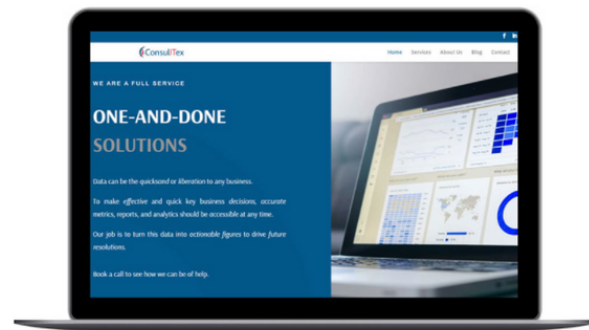 f in
ConsullTex
Home Services About Us Blog Contact
WE ARE A FULL SERVICE
ONE-AND-DONE
SOLUTIONS
Data can be the quicksand or liberation to any business.
To make effective and quick key business decisions, accurate
metrics, reports, and analytics should be accessible at any time.
Our job is to turn this data into actionable figures to drive future
resolutions.
Book a call to see how we can be of help.